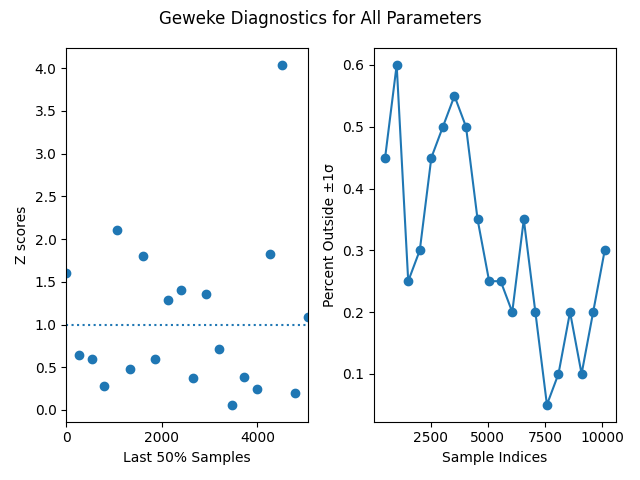 Geweke Diagnostics for All Parameters
Z scores
4.0
3.5
3.0
2.5
2.0
1.5
1.0
0.5
0.0
0 2000 4000
Last 50% Samples
Percent Outside ±1σ
0.6
0.5
0.4
0.3
0.2
0.1
2500 5000 7500 10000
Sample Indices